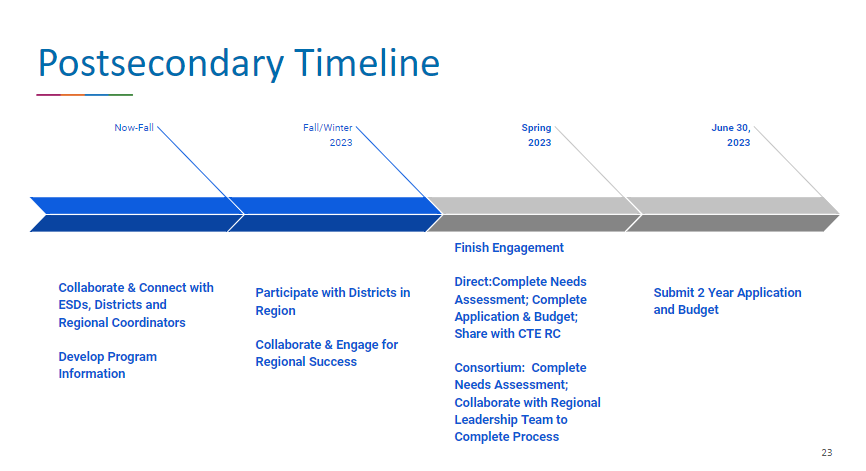 Postsecondary Timeline
Now-Fall
Fall/Winter
2023
Spring
2023
June 30,
2023
Collaborate & Connect with
ESDs, Districts and
Regional Coordinators
Develop Program
Information
Participate with Districts in
Region
Collaborate & Engage for
Regional Success
Finish Engagement
Direct:Complete Needs
Assessment; Complete
Application & Budget;
Share with CTE RC
Consortium:  Complete
Needs Assessment;
Collaborate with Regional
Leadership Team to
Complete Process
Submit 2 Year Application
and Budget
23